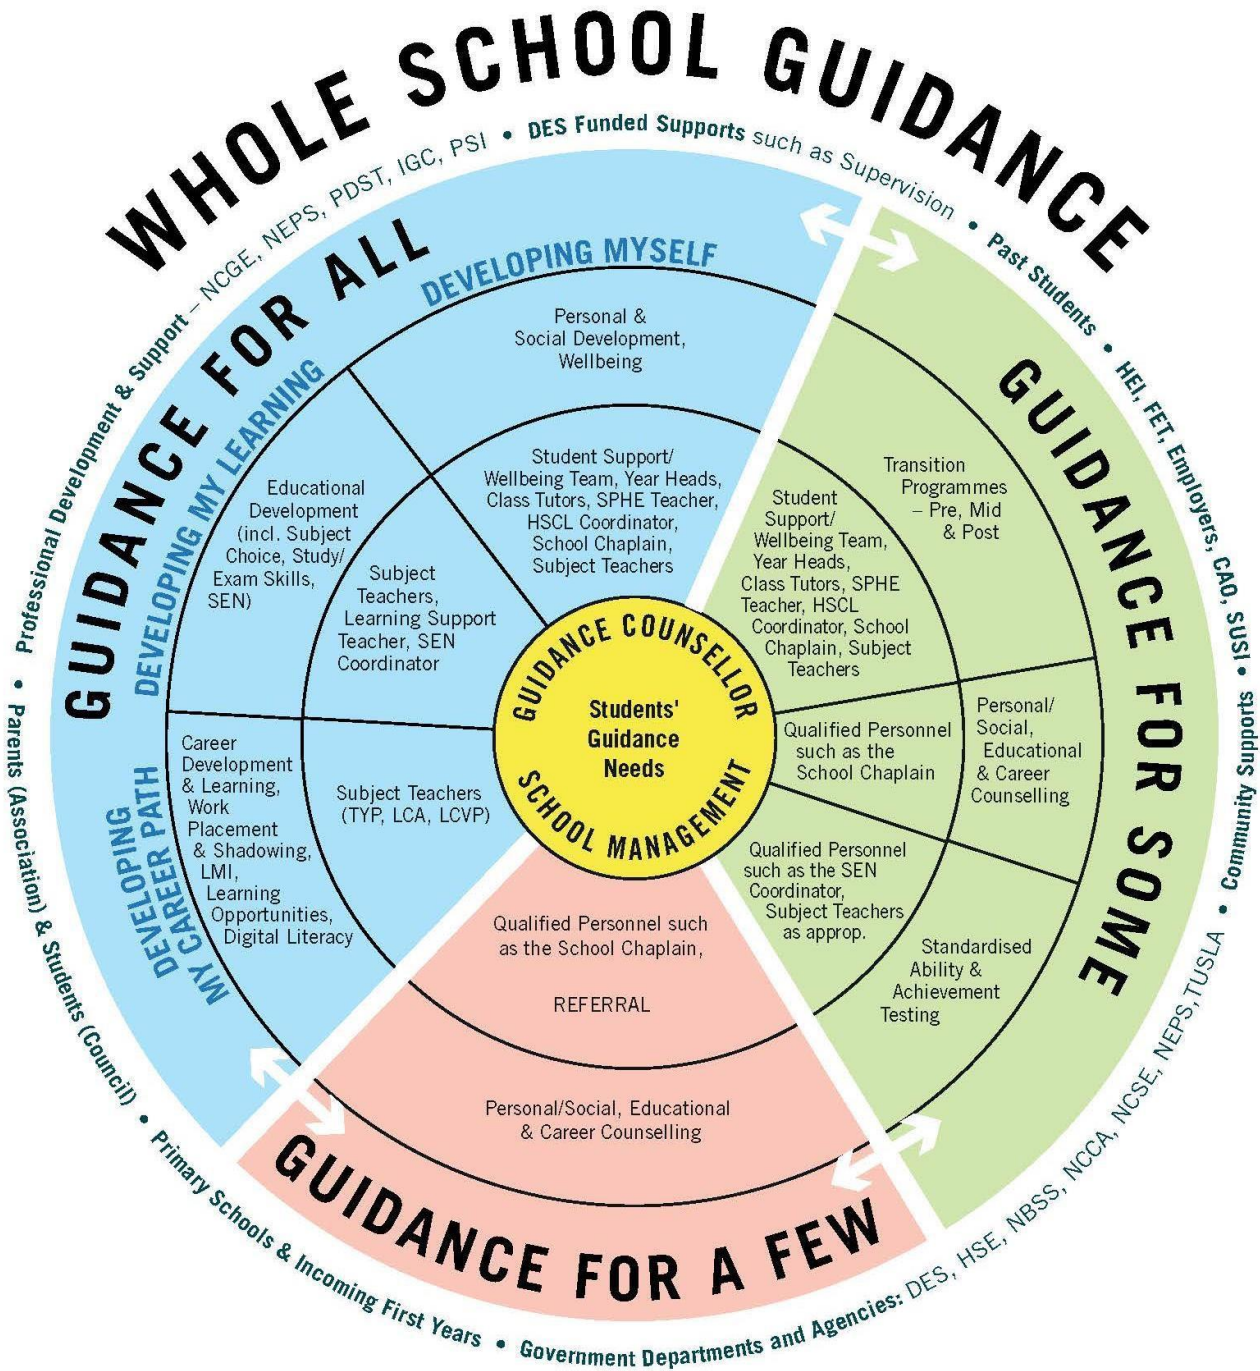 WHOLE SCHOOL GUIDANCE
Professional Development & Support – NCGE, NEPS, PDST, IGC, PSI • DES Funded Supports such as Supervision • Past Students • HEI, FET, Employers, CAO, SUSI • Community Supports • Government Departments and Agencies: DES, HSE, NBSS, NCCA, NCSE, NEPS, TUSLA • Primary Schools & Incoming First Years • Parents (Association) & Students (Council) •
GUIDANCE FOR ALL
DEVELOPING MYSELF
Personal &
Social Development,
Wellbeing
Student Support/
Wellbeing Team, Year Heads,
Class Tutors, SPHE Teacher,
HSCL Coordinator,
School Chaplain,
Subject Teachers
DEVELOPING MY LEARNING
Educational
Development
(incl. Subject
Choice, Study/
Exam Skills,
SEN)
Subject
Teachers,
Learning Support
Teacher, SEN
Coordinator
DEVELOPING
MY CAREER PATH
Career
Development
& Learning,
Work
Placement
& Shadowing,
LMI,
Learning
Opportunities,
Digital Literacy
Subject Teachers
(TYP, LCA, LCVP)
GUIDANCE COUNSELLOR
Students'
Guidance
Needs
SCHOOL MANAGEMENT
GUIDANCE FOR SOME
Transition
Programmes
– Pre, Mid
& Post
Student
Support/
Wellbeing Team,
Year Heads,
Class Tutors, SPHE
Teacher, HSCL
Coordinator, School
Chaplain, Subject
Teachers
Qualified Personnel
such as the
School Chaplain
Personal/
Social,
Educational
& Career
Counselling
Qualified Personnel
such as the SEN
Coordinator,
Subject Teachers
as approp.
Standardised
Ability &
Achievement
Testing
Qualified Personnel such
as the School Chaplain,
REFERRAL
Personal/Social, Educational
& Career Counselling
GUIDANCE FOR A FEW